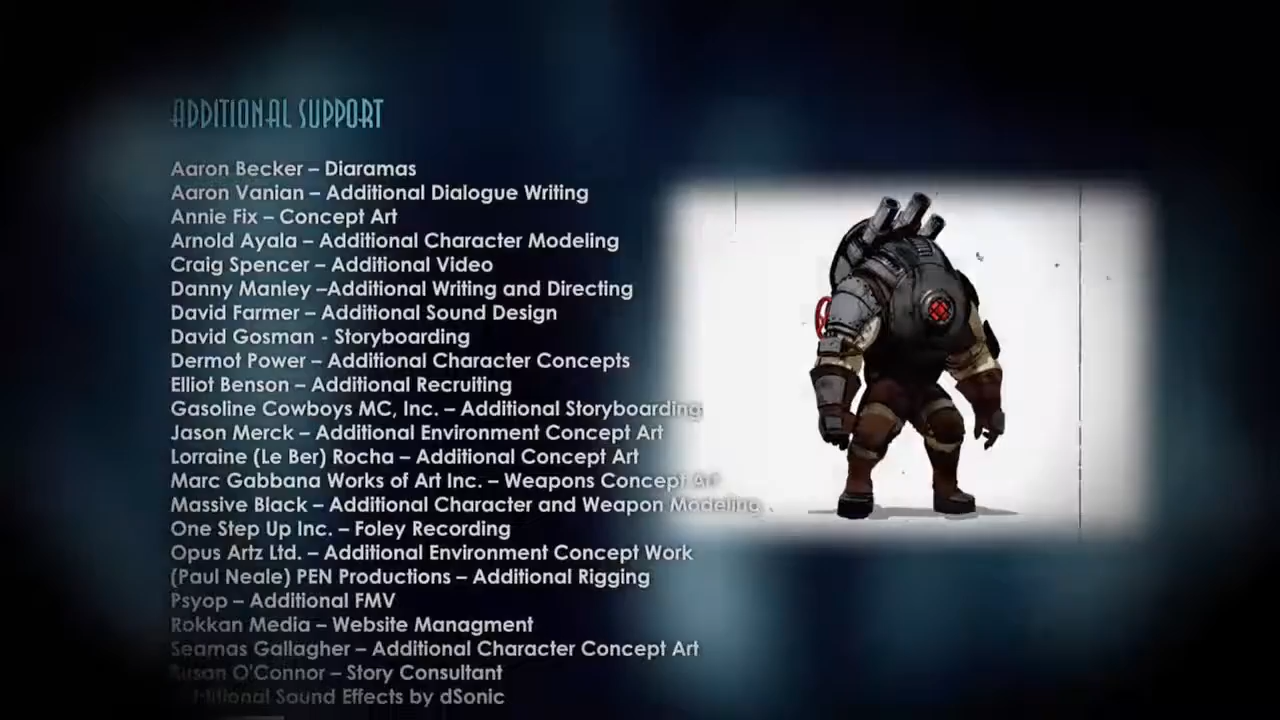 ADDITIONAL SUPPORT
Aaron Becker – Diaramas
Aaron Vanian – Additional Dialogue Writing
Annie Fix – Concept Art
Arnold Ayala – Additional Character Modeling
Craig Spencer – Additional Video
Danny Manley –Additional Writing and Directing
David Farmer – Additional Sound Design
David Gosman - Storyboarding
Dermot Power – Additional Character Concepts
Elliot Benson – Additional Recruiting
Gasoline Cowboys MC, Inc. – Additional Storyboarding
Jason Merck – Additional Environment Concept Art
Lorraine (Le Ber) Rocha – Additional Concept Art
Marc Gabbana Works of Art Inc. – Weapons Concept Art
Massive Black – Additional Character and Weapon Modeling
One Step Up Inc. – Foley Recording
Opus Artz Ltd. – Additional Environment Concept Work
(Paul Neale) PEN Productions – Additional Rigging
Psyop – Additional FMV
Rokkan Media – Website Managment
Seamas Gallagher – Additional Character Concept Art
Susan O'Connor – Story Consultant
Additional Sound Effects by dSonic